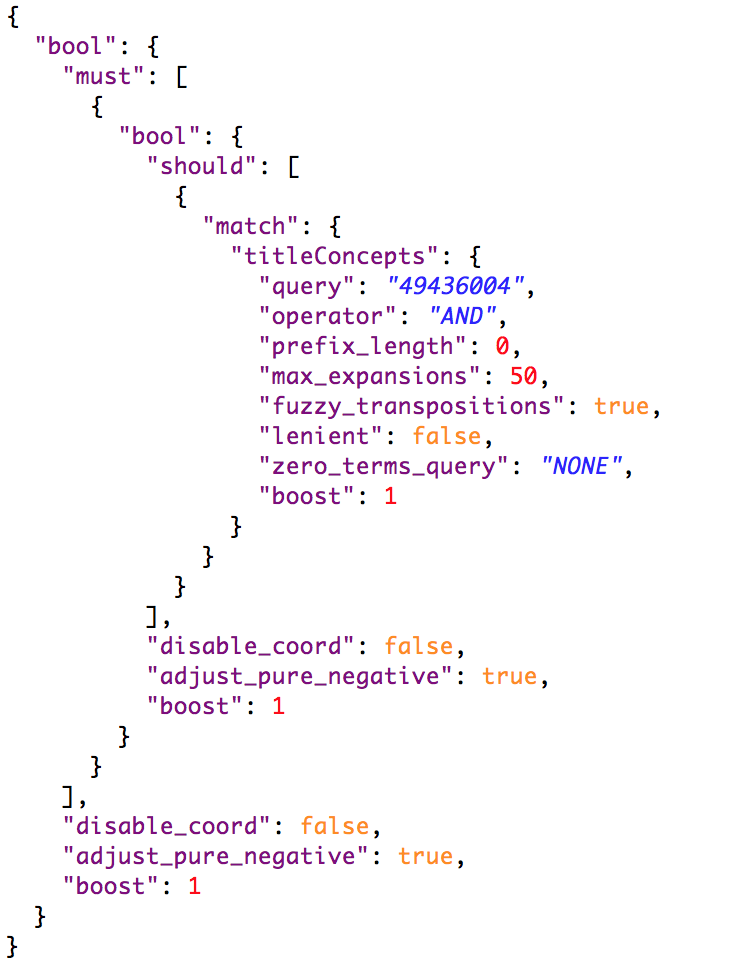 {
  "bool": {
    "must": [
      {
        "bool": {
          "should": [
            {
              "match": {
                "titleConcepts": {
                  "query": "49436004",
                  "operator": "AND",
                  "prefix_length": 0,
                  "max_expansions": 50,
                  "fuzzy_transpositions": true,
                  "lenient": false,
                  "zero_terms_query": "NONE",
                  "boost": 1
                }
              }
            }
          ],
          "disable_coord": false,
          "adjust_pure_negative": true,
          "boost": 1
        }
      }
    ],
    "disable_coord": false,
    "adjust_pure_negative": true,
    "boost": 1
  }
}